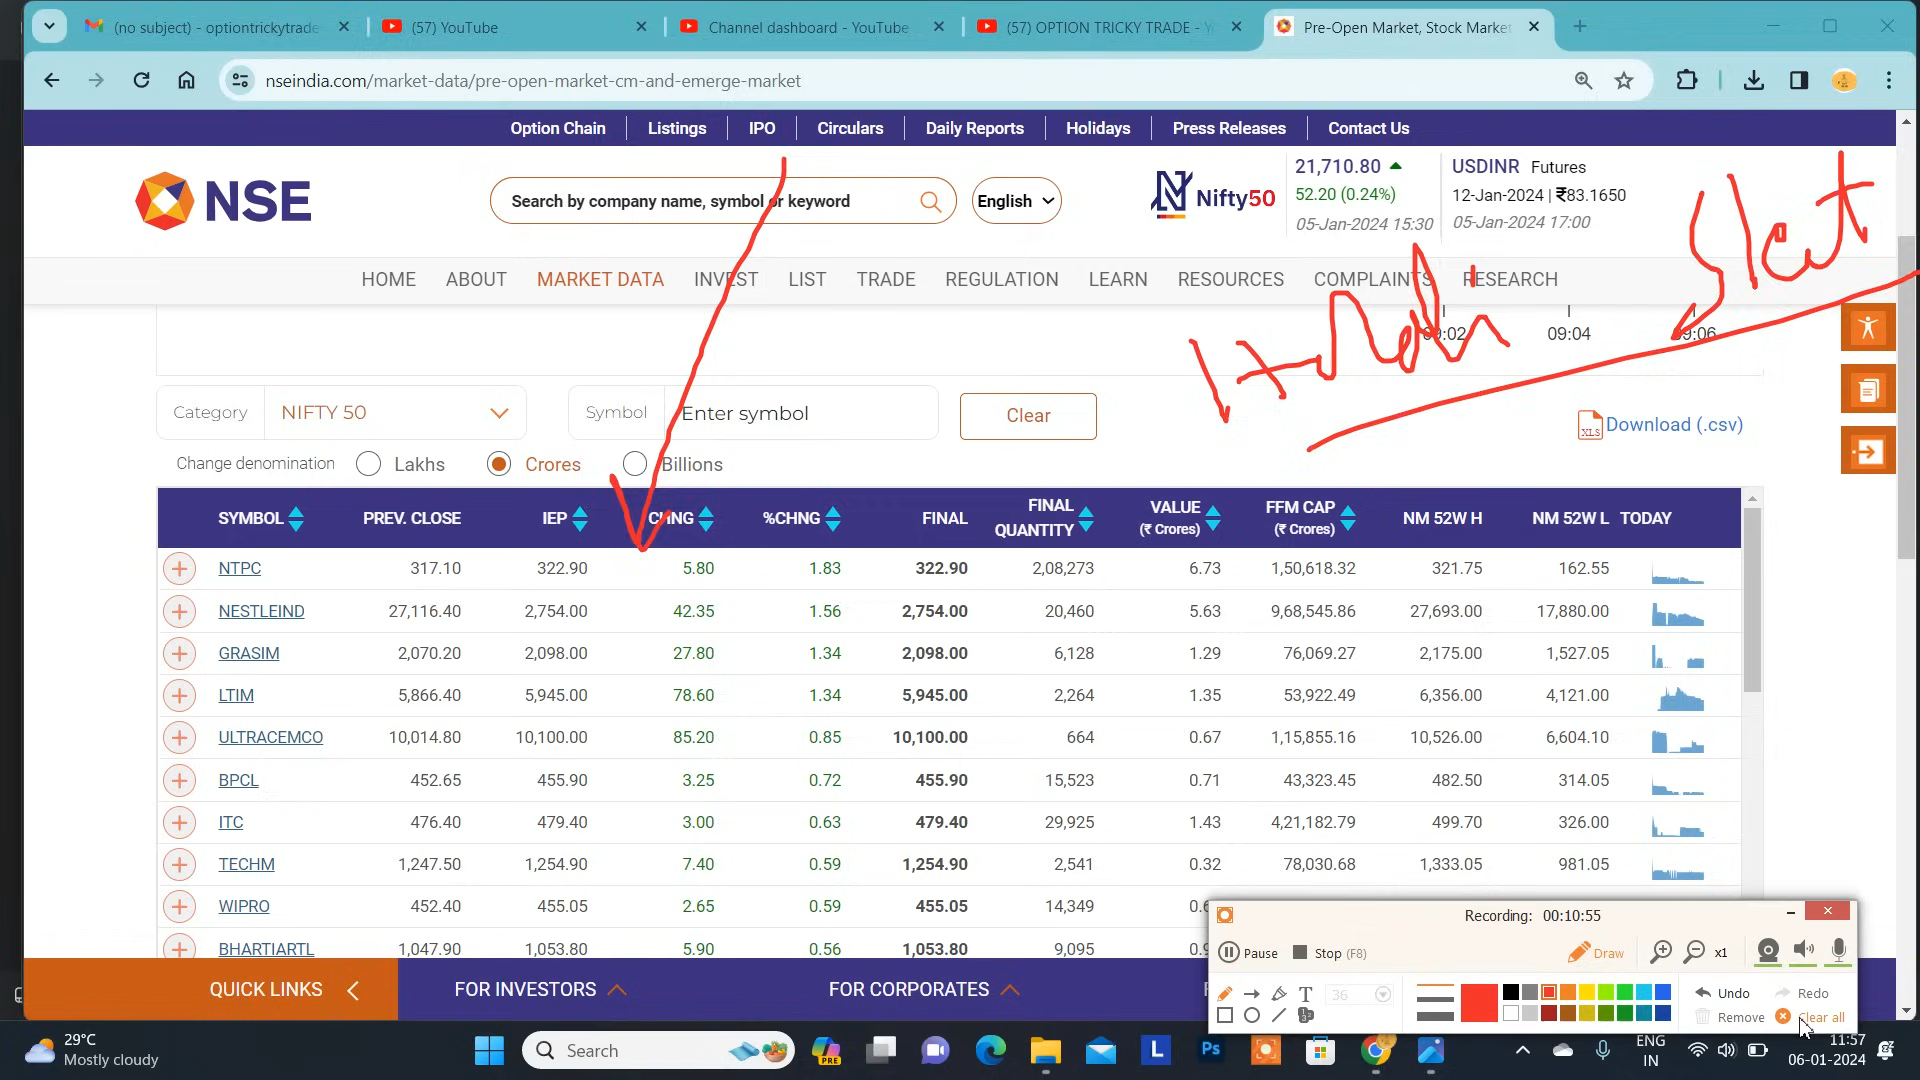 (no subject) - optiontrickytrade
(57) YouTube
Channel dashboard - YouTube
(57) OPTION TRICKY TRADE - Y
Pre-Open Market, Stock Market
nseindia.com/market-data/pre-open-market-cm-and-emerge-market
Option Chain Listings IPO Circulars Daily Reports Holidays Press Releases Contact Us
NSE
Search by company name, symbol or keyword
English
Nifty50
21,710.80
52.20 (0.24%)
05-Jan-2024 15:30
USDINR Futures
12-Jan-2024 | ₹83.1650
05-Jan-2024 17:00
HOME ABOUT MARKET DATA INVEST LIST TRADE REGULATION LEARN RESOURCES COMPLAINTS RESEARCH
09:02 09:04 09:06
Category NIFTY 50 Symbol Enter symbol Clear
XLS Download (.csv)
Change denomination Lakhs Crores Billions
SYMBOL PREV. CLOSE IEP CHNG %CHNG FINAL FINAL QUANTITY VALUE (₹ Crores) FFM CAP (₹ Crores) NM 52W H NM 52W L TODAY
NTPC 317.10 322.90 5.80 1.83 322.90 2,08,273 6.73 1,50,618.32 321.75 162.55
NESTLEIND 27,116.40 2,754.00 42.35 1.56 2,754.00 20,460 5.63 9,68,545.86 27,693.00 17,880.00
GRASIM 2,070.20 2,098.00 27.80 1.34 2,098.00 6,128 1.29 76,069.27 2,175.00 1,527.05
LTIM 5,866.40 5,945.00 78.60 1.34 5,945.00 2,264 1.35 53,922.49 6,356.00 4,121.00
ULTRACEMCO 10,014.80 10,100.00 85.20 0.85 10,100.00 664 0.67 1,15,855.16 10,526.00 6,604.10
BPCL 452.65 455.90 3.25 0.72 455.90 15,523 0.71 43,323.45 482.50 314.05
ITC 476.40 479.40 3.00 0.63 479.40 29,925 1.43 4,21,182.79 499.70 326.00
TECHM 1,247.50 1,254.90 7.40 0.59 1,254.90 2,541 0.32 78,030.68 1,333.05 981.05
WIPRO 452.40 455.05 2.65 0.59 455.05 14,349
BHARTIARTL 1,047.90 1,053.80 5.90 0.56 1,053.80 9,095
QUICK LINKS FOR INVESTORS FOR CORPORATES
Recording: 00:10:55
Pause Stop (F8) Draw x1
T 36
Undo Redo
Remove Clear all
29°C
Mostly cloudy
Search
PRE
L
Ps
ENG
IN
11:57
06-01-2024